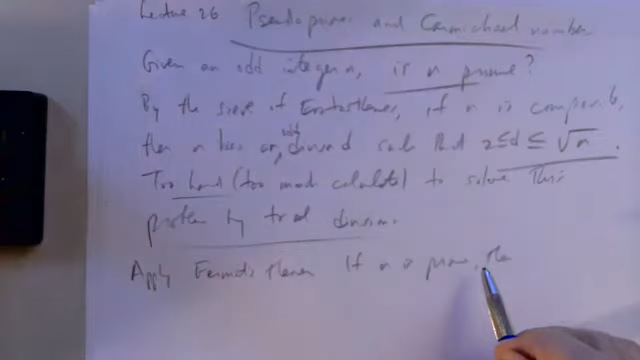 Lecture 26 Pseudoprimes and Carmichael numbers
Given an odd integer n, is n prime?
By the sieve of Eratosthenes, if n is composite,
then n has an odd divisor d such that 2 ≤ d ≤ √n.
Too hard (too much calculation) to solve this
problem by trial division.
Apply Fermat's theorem If n is prime, then